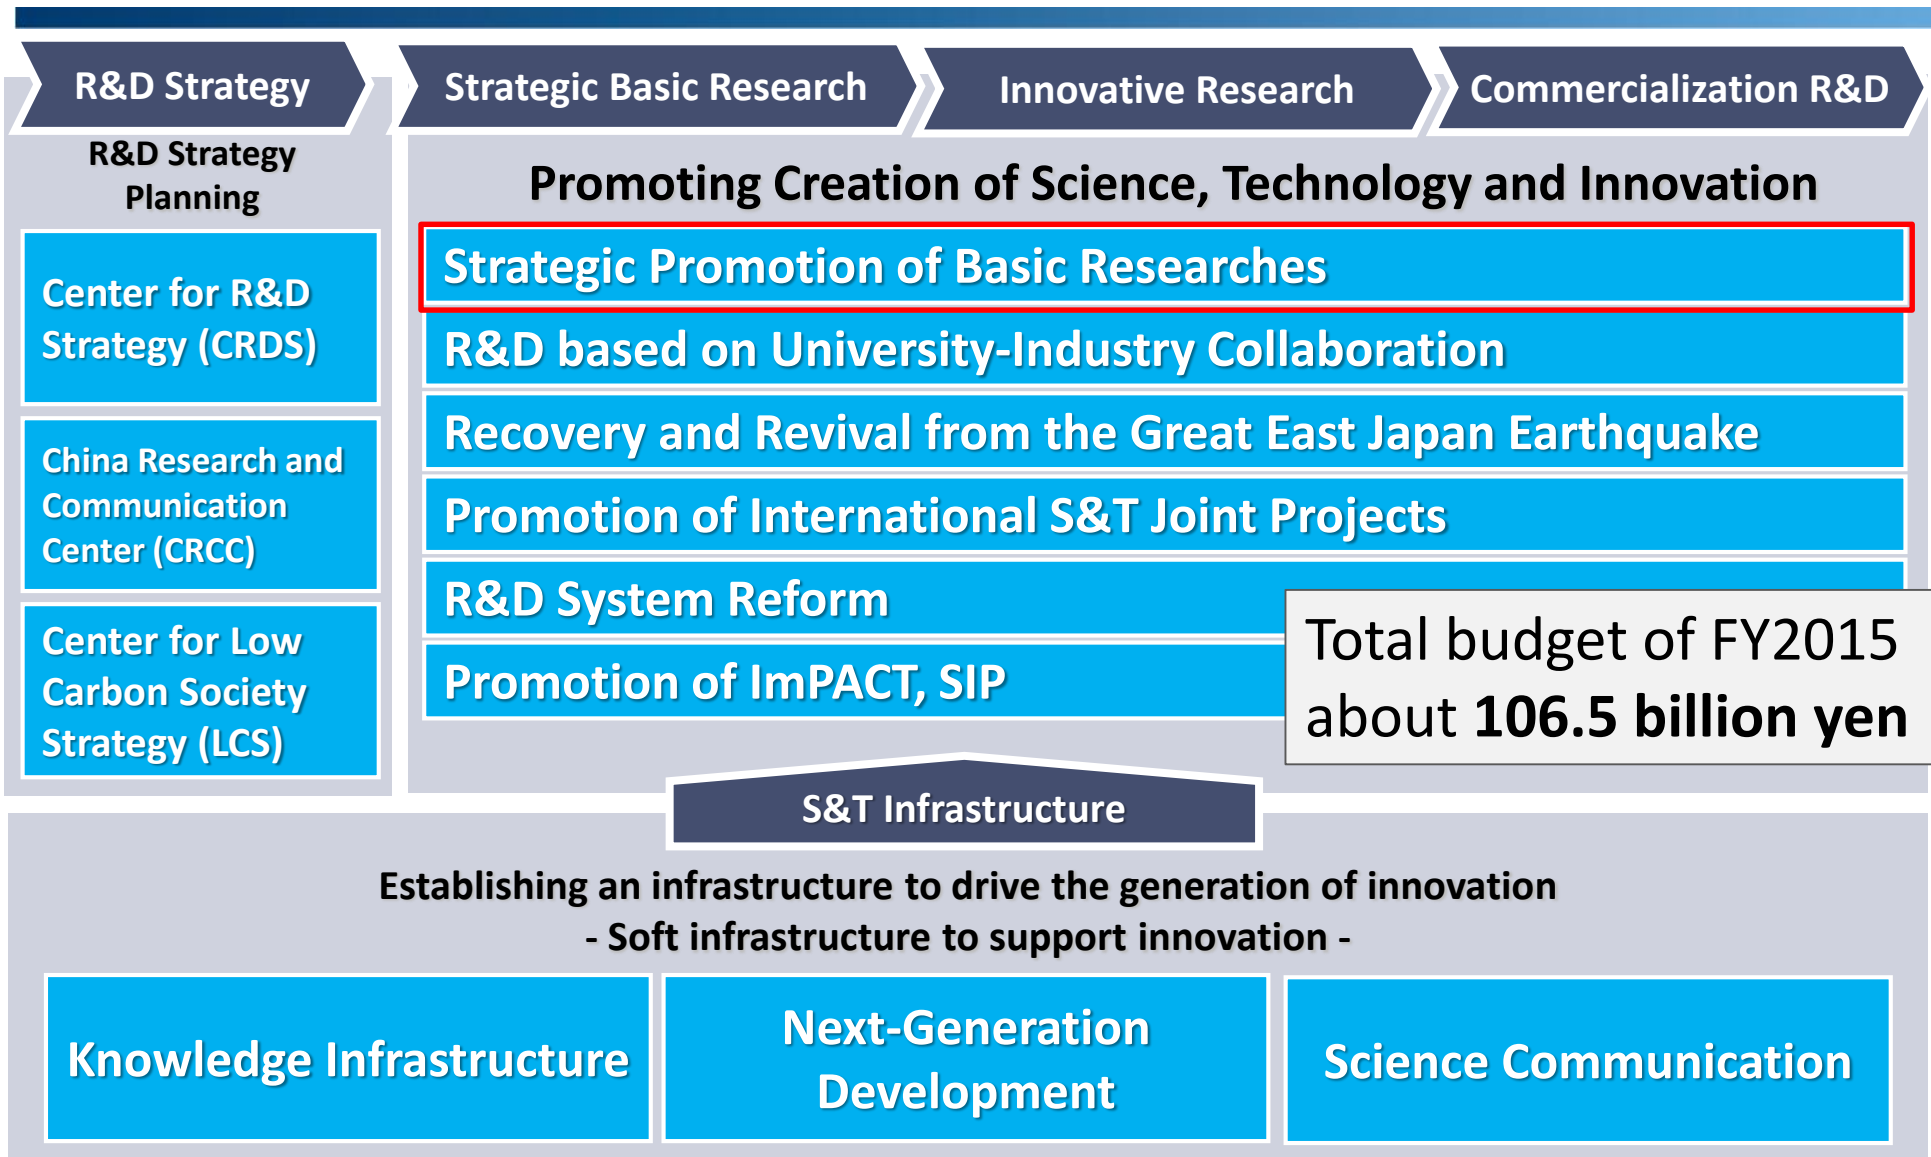 R&D Strategy
Strategic Basic Research
Innovative Research
Commercialization R&D
R&D Strategy
Planning
Center for R&D
Strategy (CRDS)
China Research and
Communication
Center (CRCC)
Center for Low
Carbon Society
Strategy (LCS)
Promoting Creation of Science, Technology and Innovation
Strategic Promotion of Basic Researches
R&D based on University-Industry Collaboration
Recovery and Revival from the Great East Japan Earthquake
Promotion of International S&T Joint Projects
R&D System Reform
Promotion of ImPACT, SIP
Total budget of FY2015
about 106.5 billion yen
S&T Infrastructure
Establishing an infrastructure to drive the generation of innovation
- Soft infrastructure to support innovation -
Knowledge Infrastructure
Next-Generation
Development
Science Communication